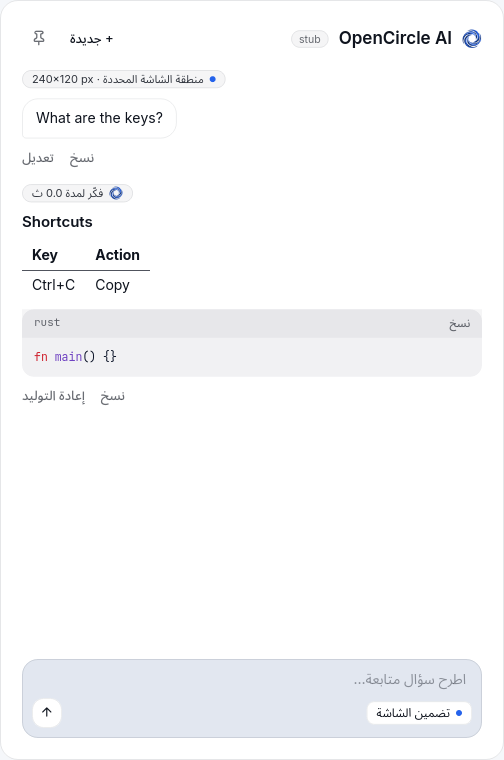 OpenCircle AI stub + جديدة
منطقة الشاشة المحددة · 240×120 px
What are the keys?
نسخ تعديل
فكّر لمدة 0.0 ث
Shortcuts
Key Action
Ctrl+C Copy
rust نسخ
fn main() {}
نسخ إعادة التوليد
اطرح سؤال متابعة...
تضمين الشاشة